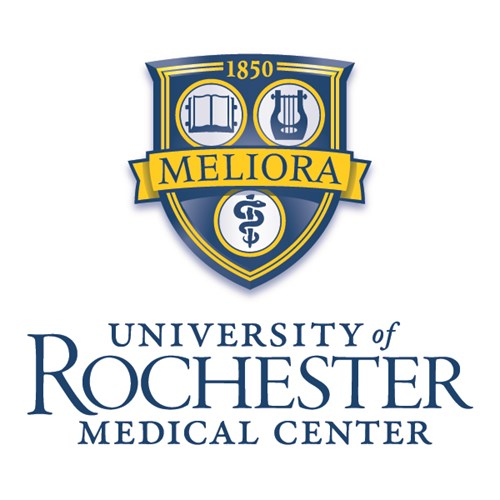 1850
MELIORA
UNIVERSITY of
ROCHESTER
MEDICAL CENTER